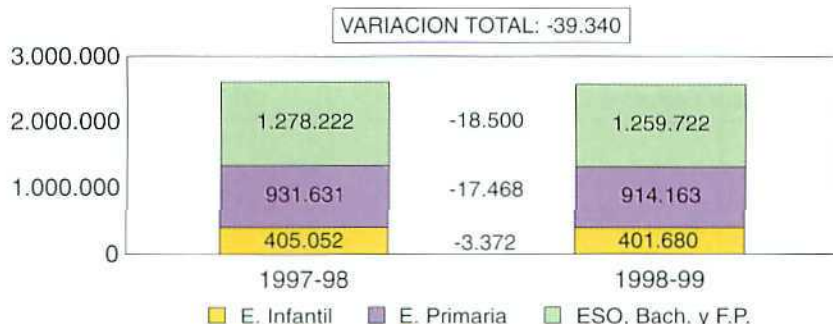 VARIACION TOTAL: -39.340
3.000.000
2.000.000
1.000.000
0
1.278.222 -18.500 1.259.722
931.631 -17.468 914.163
405.052 -3.372 401.680
1997-98 1998-99
E. Infantil E. Primaria ESO. Bach. y F.P.